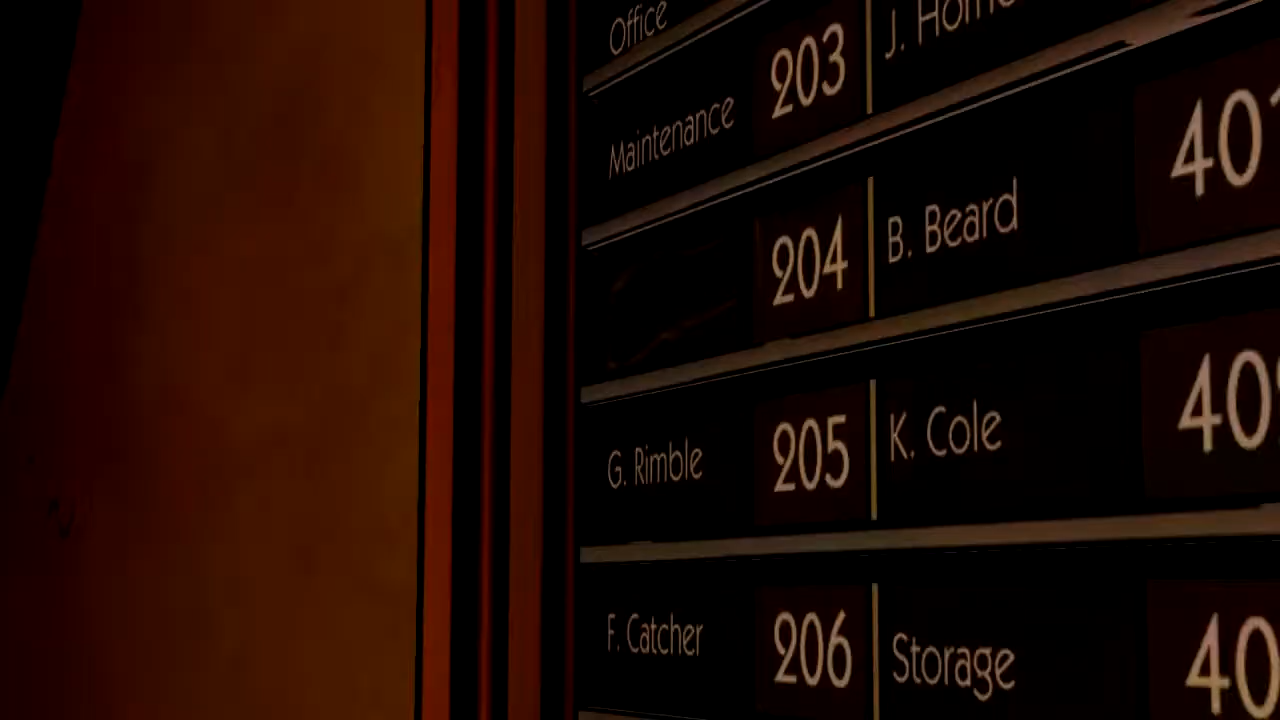 Office
Maintenance 203 J.
204 B. Beard
G. Rimble 205 K. Cole
F. Catcher 206 Storage